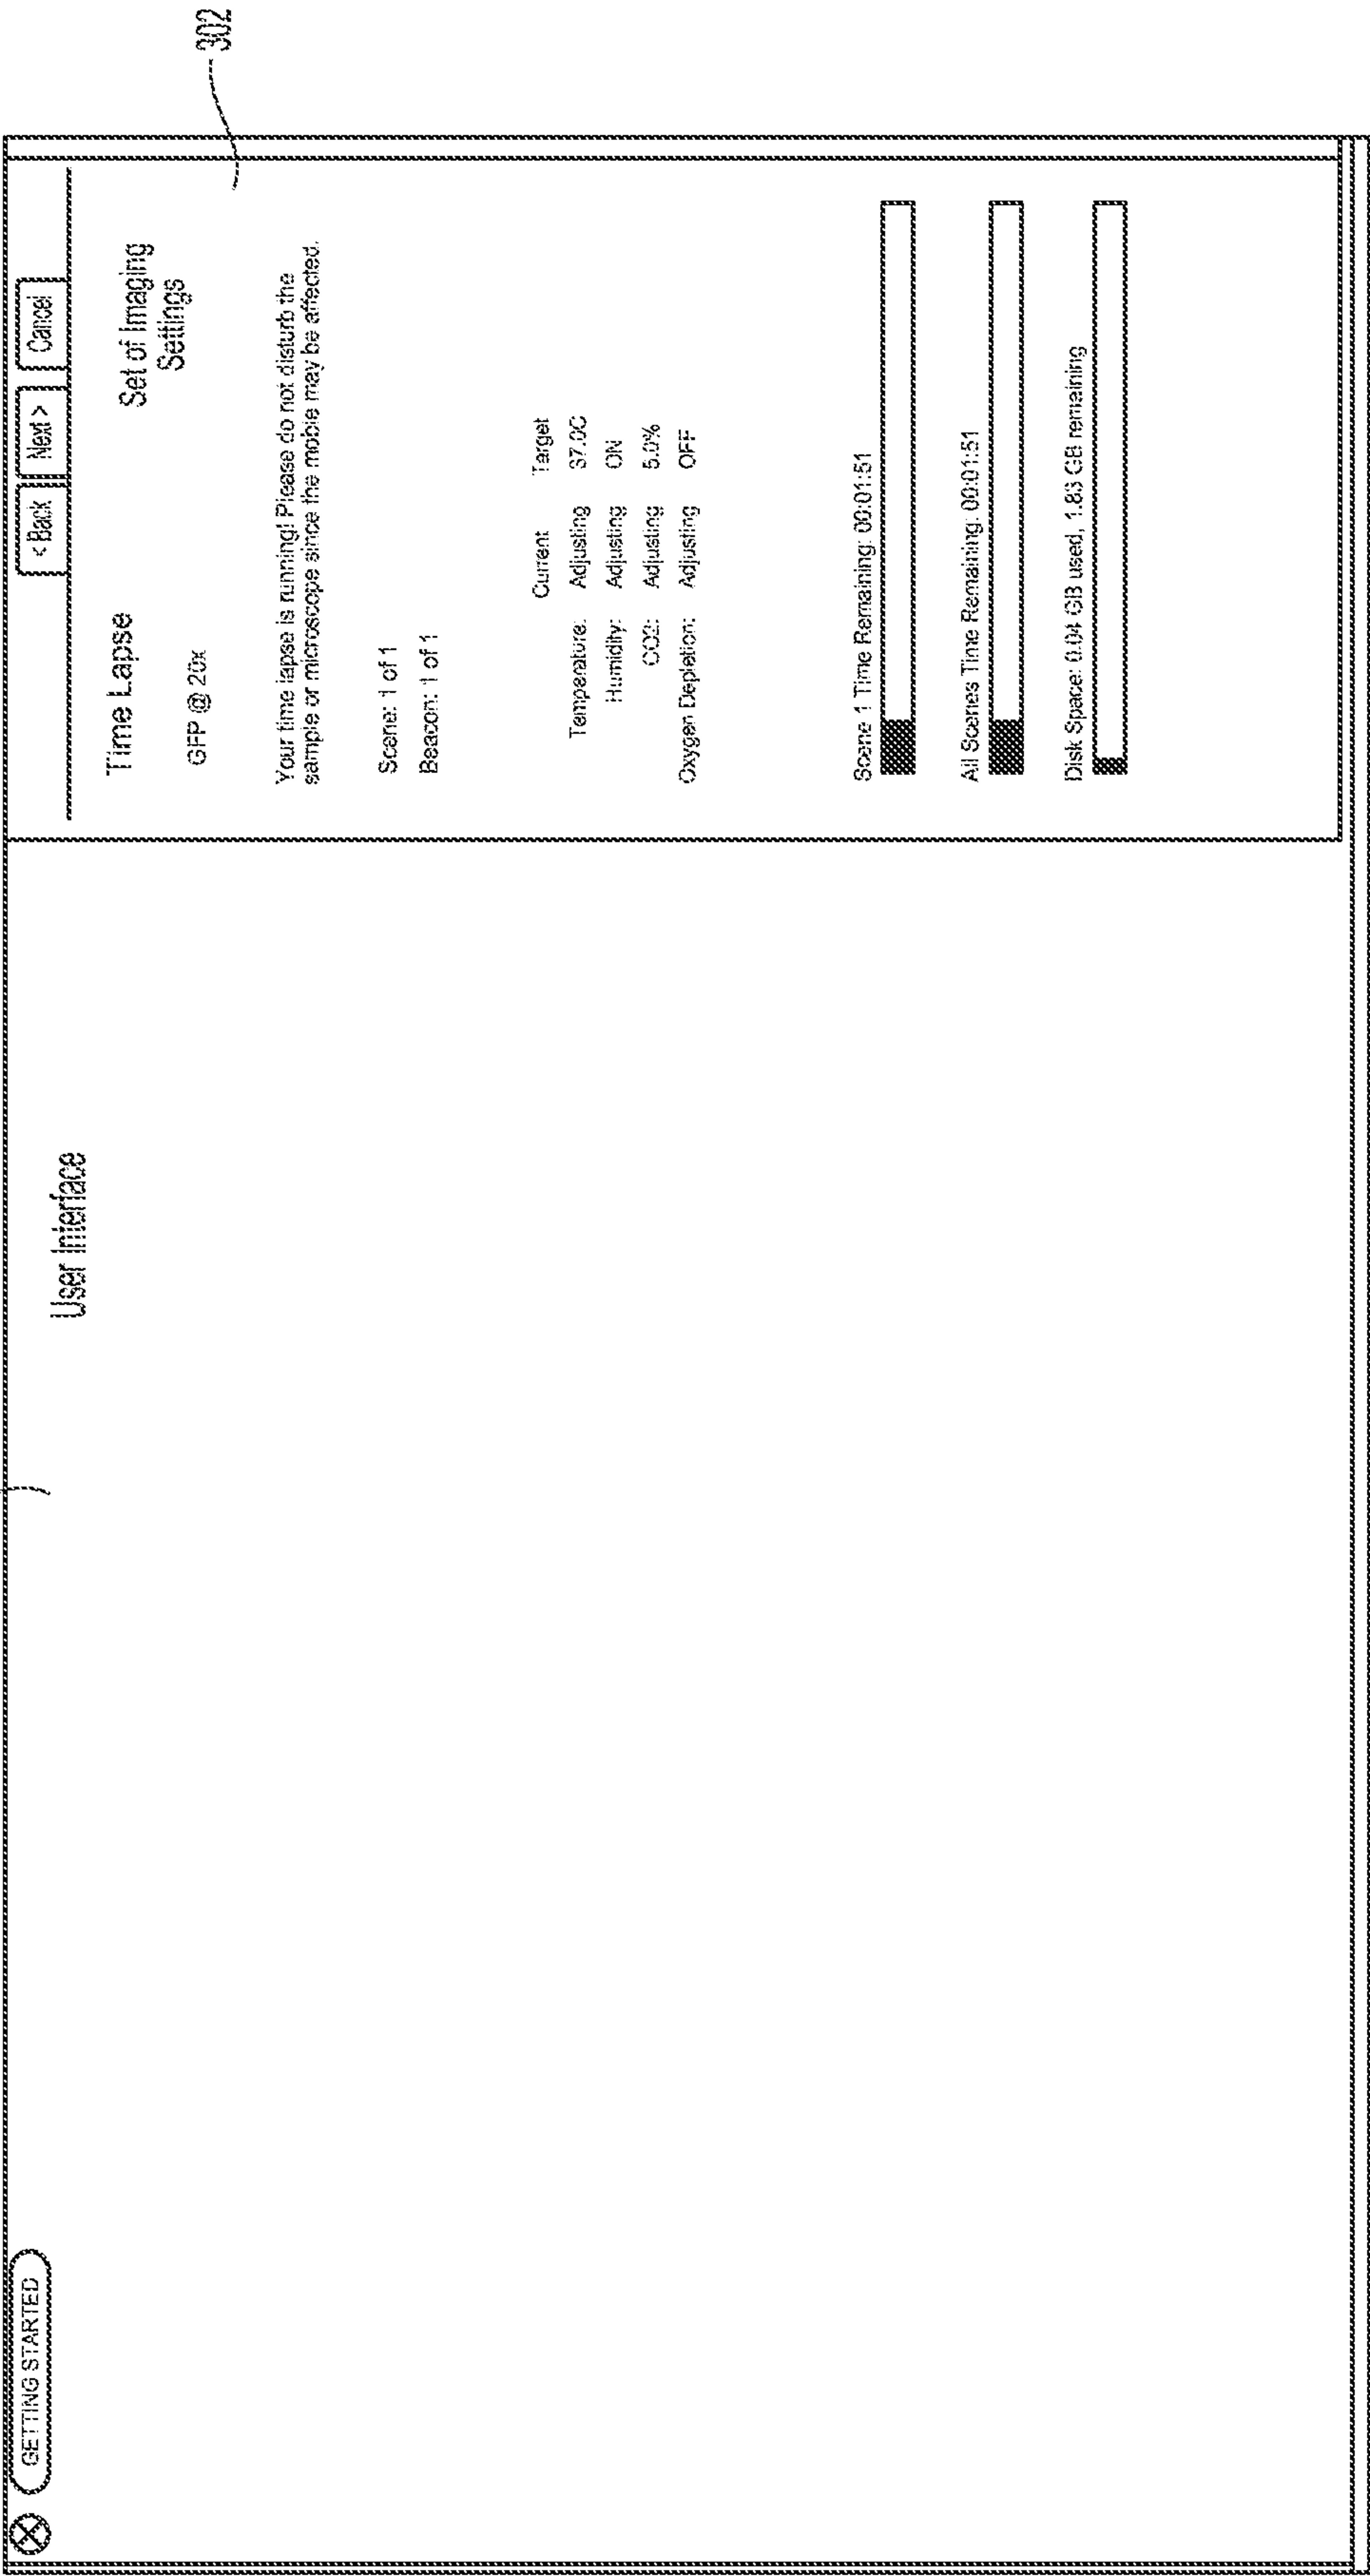 GETTING STARTED
User Interface
< Back Next > Cancel
302
Time Lapse
Set of Imaging
Settings
GFP @ 20x
Your time lapse is running! Please do not disturb the
sample or microscope since the mobie may be affected.
Scene: 1 of 1
Beacon: 1 of 1
Current Target
Temperature: Adjusting 37.0C
Humidity: Adjusting ON
CO2: Adjusting 5.0%
Oxygen Depletion: Adjusting OFF
Scene 1 Time Remaining: 00:01:51
All Scenes Time Remaining: 00:01:51
Disk Space: 0.04 GB used, 1.83 GB remaining